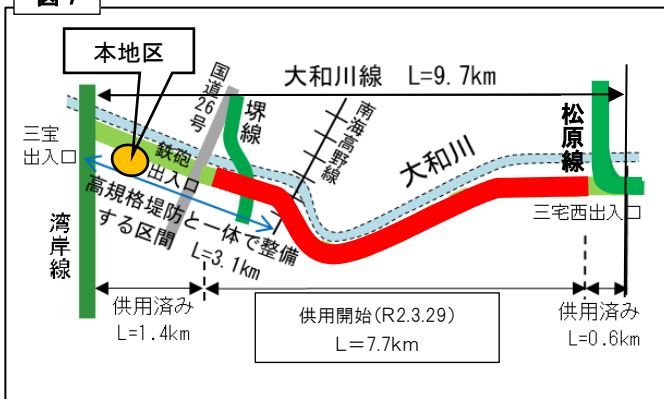 図7
本地区
大和川線 L=9.7km
国道26号
堺線
南海高野線
松原線
三宝
出入口
鉄砲
出入口
大和川
高規格堤防と一体で整備
する区間
L=3.1km
三宅西出入口
湾岸線
供用済み
L=1.4km
供用開始(R2.3.29)
L=7.7km
供用済み
L=0.6km